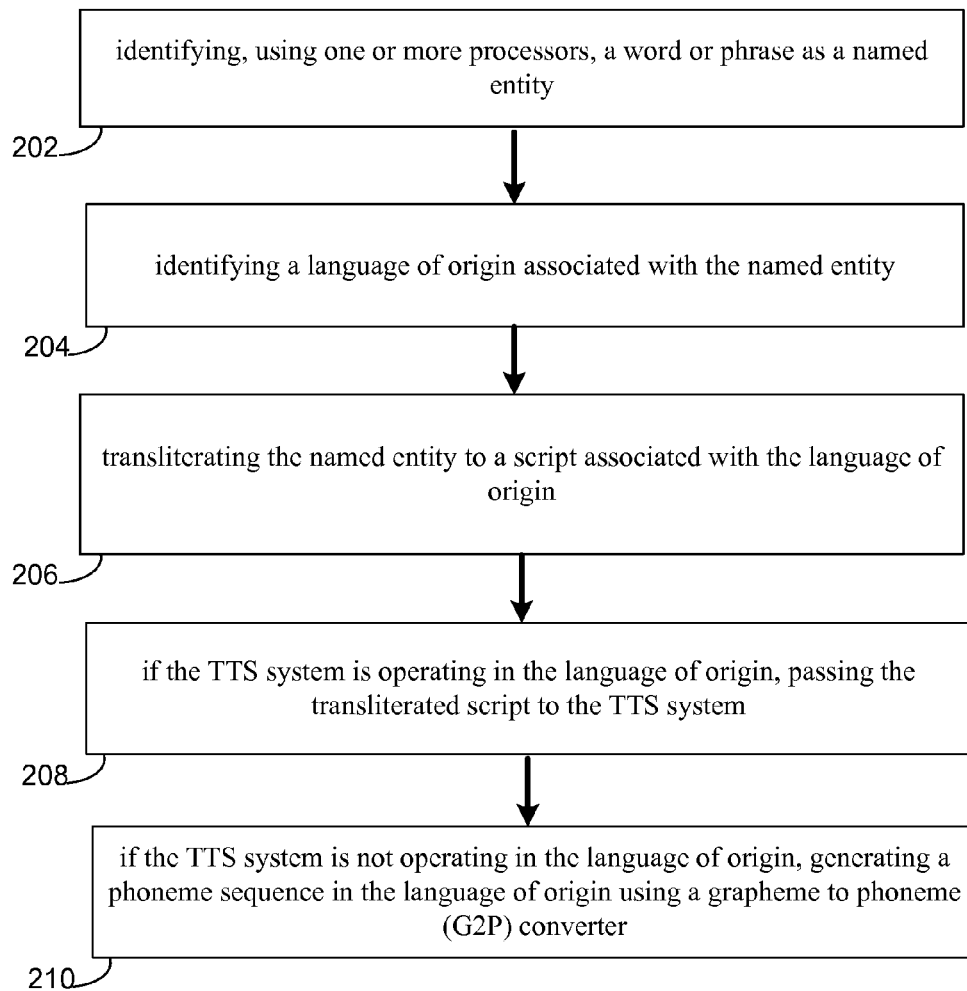 identifying, using one or more processors, a word or phrase as a named
entity
202
identifying a language of origin associated with the named entity
204
transliterating the named entity to a script associated with the language of
origin
206
if the TTS system is operating in the language of origin, passing the
transliterated script to the TTS system
208
if the TTS system is not operating in the language of origin, generating a
phoneme sequence in the language of origin using a grapheme to phoneme
(G2P) converter
210